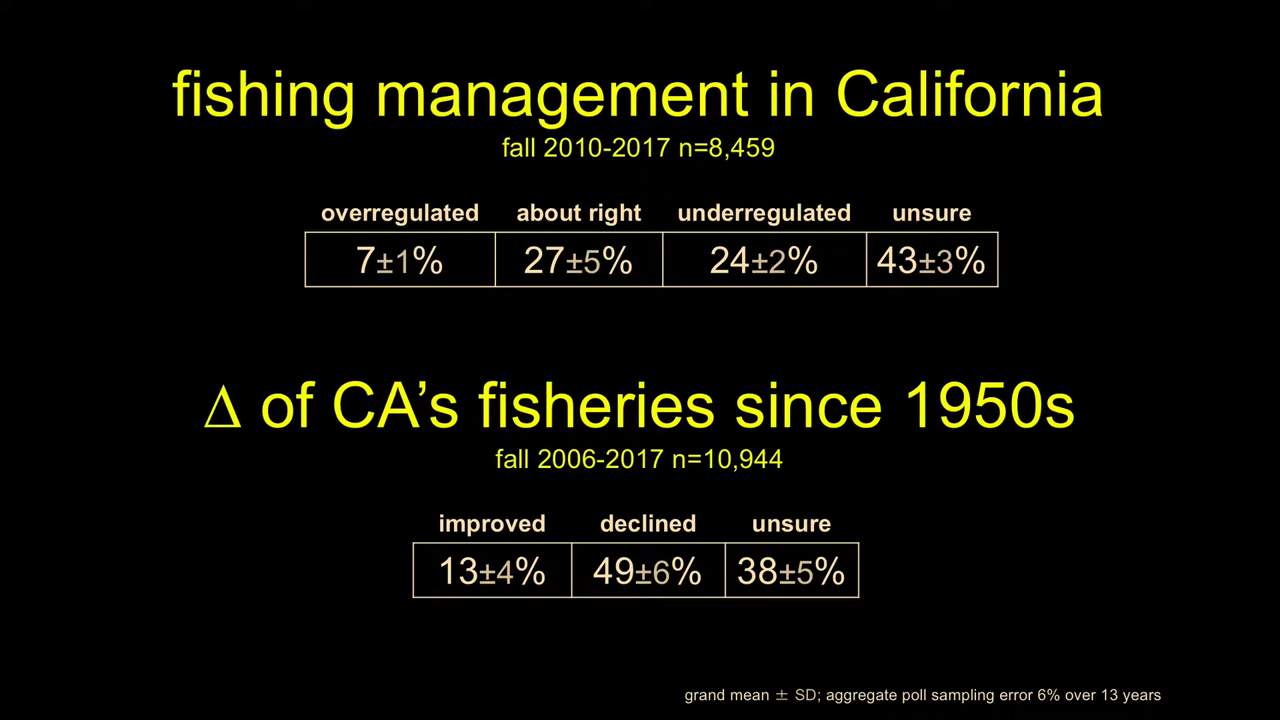 fishing management in California
fall 2010-2017 n=8,459
overregulated about right underregulated unsure
7±1% 27±5% 24±2% 43±3%
Δ of CA’s fisheries since 1950s
fall 2006-2017 n=10,944
improved declined unsure
13±4% 49±6% 38±5%
grand mean ± SD; aggregate poll sampling error 6% over 13 years